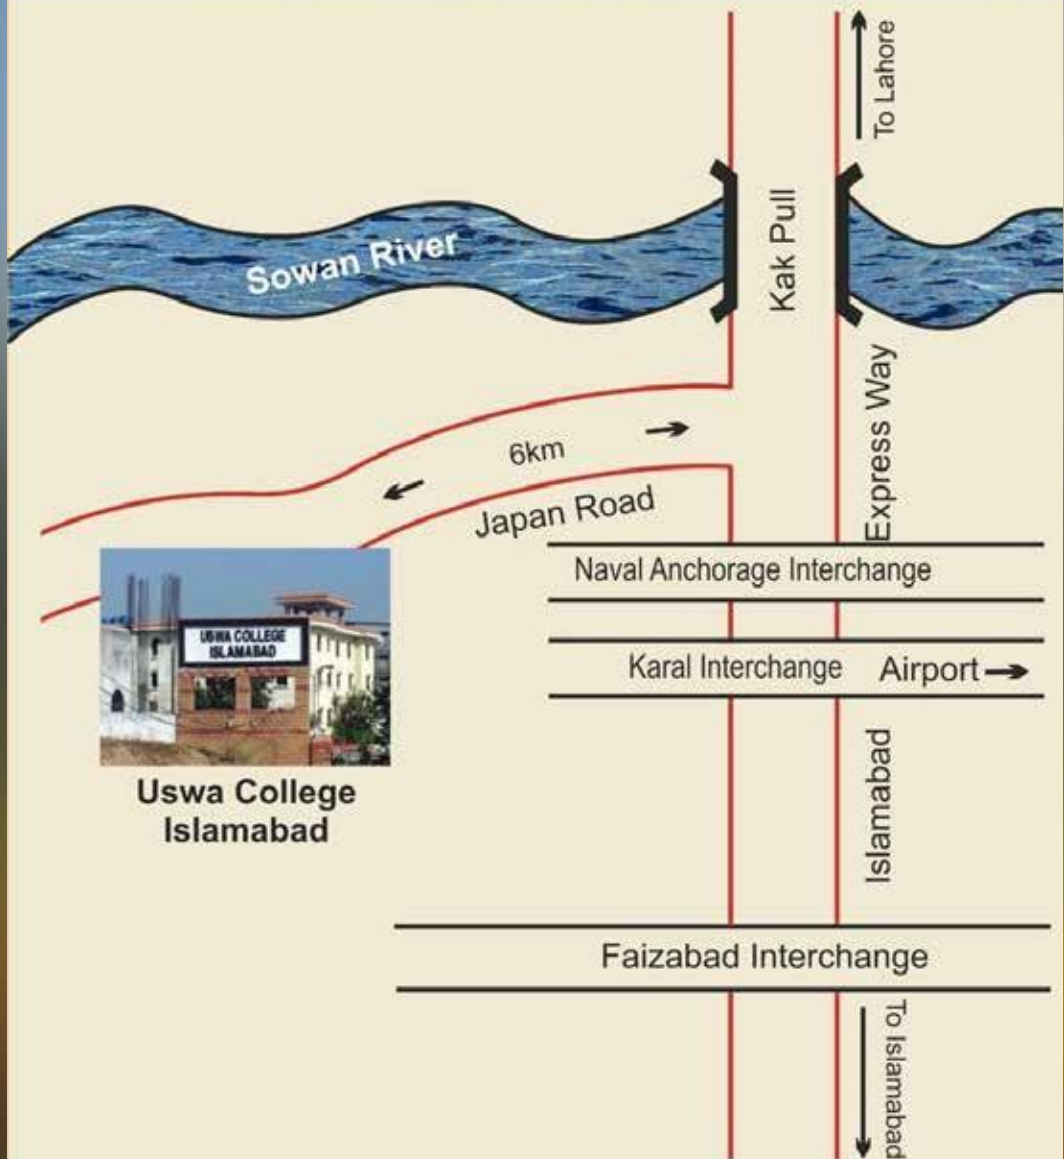 To Lahore
Sowan River
Kak Pull
Express Way
6km
Japan Road
Naval Anchorage Interchange
Karal Interchange
Airport
USWA COLLEGE
ISLAMABAD
Uswa College
Islamabad
Islamabad
Faizabad Interchange
To Islamabad